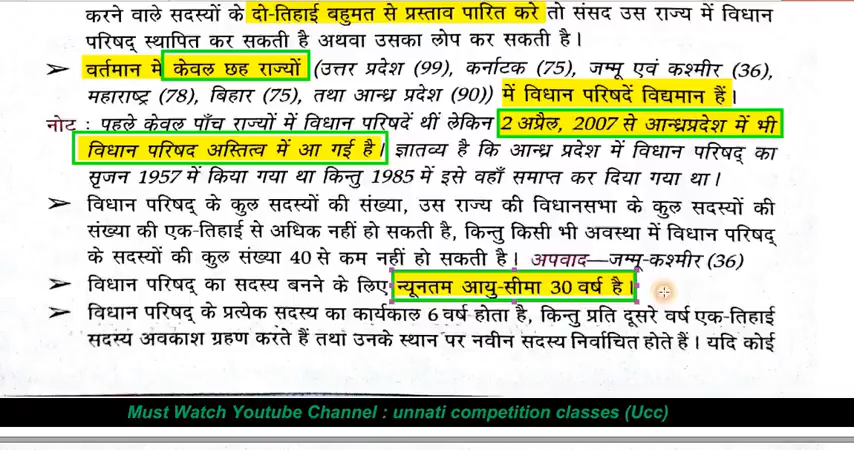 करने वाले सदस्यों के दो-तिहाई बहुमत से प्रस्ताव पारित करे तो संसद उस राज्य में विधान
परिषद् स्थापित कर सकती है अथवा उसका लोप कर सकती है।
➢ वर्तमान में केवल छह राज्यों (उत्तर प्रदेश (99), कर्नाटक (75), जम्मू एवं कश्मीर (36),
महाराष्ट्र (78), बिहार (75), तथा आन्ध्र प्रदेश (90)) में विधान परिषदें विद्यमान हैं।
नोट : पहले केवल पाँच राज्यों में विधान परिषदें थीं लेकिन 2 अप्रैल, 2007 से आन्ध्रप्रदेश में भी
विधान परिषद अस्तित्व में आ गई है। ज्ञातव्य है कि आन्ध्र प्रदेश में विधान परिषद् का
सृजन 1957 में किया गया था किन्तु 1985 में इसे वहाँ समाप्त कर दिया गया था।
➢ विधान परिषद् के कुल सदस्यों की संख्या, उस राज्य की विधानसभा के कुल सदस्यों की
संख्या की एक-तिहाई से अधिक नहीं हो सकती है, किन्तु किसी भी अवस्था में विधान परिषद्
के सदस्यों की कुल संख्या 40 से कम नहीं हो सकती है। अपवाद—जम्मू-कश्मीर (36)
➢ विधान परिषद् का सदस्य बनने के लिए न्यूनतम आयु-सीमा 30 वर्ष है।
➢ विधान परिषद् के प्रत्येक सदस्य का कार्यकाल 6 वर्ष होता है, किन्तु प्रति दूसरे वर्ष एक-तिहाई
सदस्य अवकाश ग्रहण करते हैं तथा उनके स्थान पर नवीन सदस्य निर्वाचित होते हैं। यदि कोई
Must Watch Youtube Channel : unnati competition classes (Ucc)